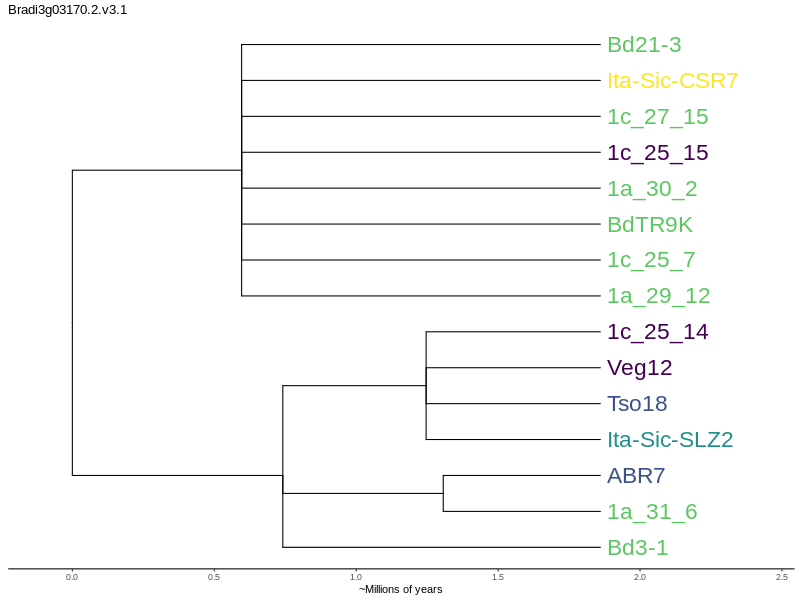 Bradi3g03170.2.v3.1
Bd21-3
Ita-Sic-CSR7
1c_27_15
1c_25_15
1a_30_2
BdTR9K
1c_25_7
1a_29_12
1c_25_14
Veg12
Tso18
Ita-Sic-SLZ2
ABR7
1a_31_6
Bd3-1
0.0 0.5 1.0 1.5 2.0 2.5
~Millions of years